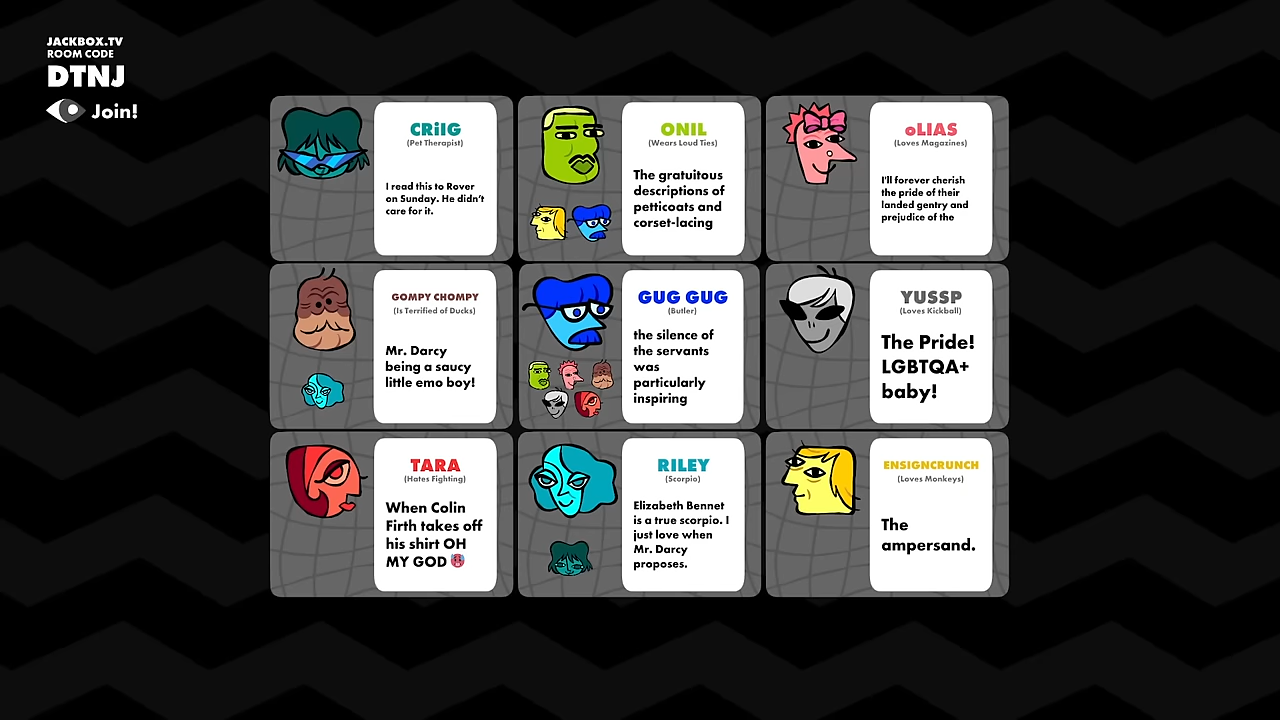 JACKBOX.TV
ROOM CODE
DTNJ
Join!
CRiIG
(Pet Therapist)
I read this to Rover
on Sunday. He didn't
care for it.
ONIL
(Wears Loud Ties)
The gratuitous
descriptions of
petticoats and
corset-lacing
oLIAS
(Loves Magazines)
I'll forever cherish
the pride of their
landed gentry and
prejudice of the
GOMPY CHOMPY
(Is Terrified of Ducks)
Mr. Darcy
being a saucy
little emo boy!
GUG GUG
(Butler)
the silence of
the servants
was
particularly
inspiring
YUSSP
(Loves Kickball)
The Pride!
LGBTQA+
baby!
TARA
(Hates Fighting)
When Colin
Firth takes off
his shirt OH
MY GOD 🥵
RILEY
(Scorpio)
Elizabeth Bennet
is a true scorpio. I
just love when
Mr. Darcy
proposes.
ENSIGNCRUNCH
(Loves Monkeys)
The
ampersand.